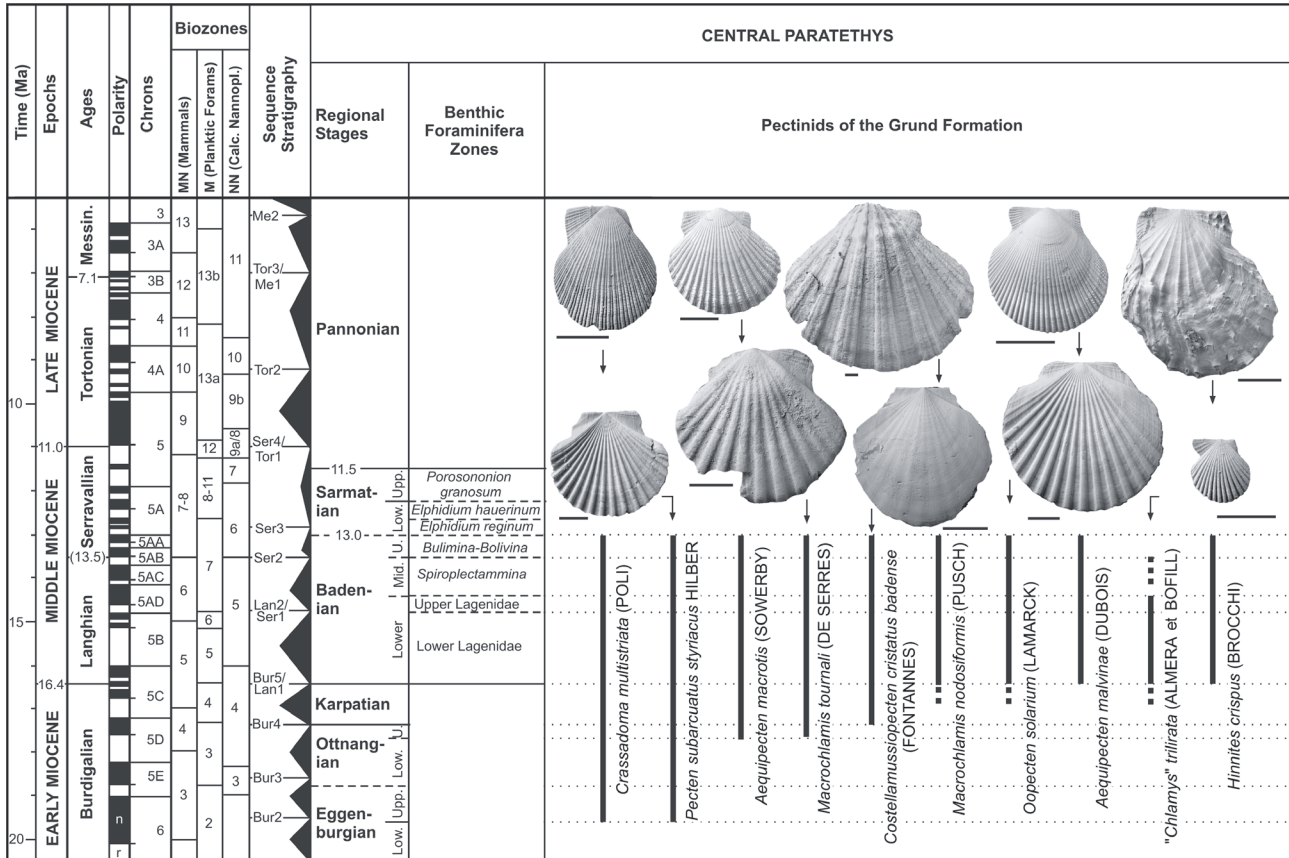 Time (Ma)
Epochs
Ages
Polarity
Chrons
Biozones
MN (Mammals)
M (Planktic Forams)
NN (Calc. Nannopl.)
Sequence
Stratigraphy
CENTRAL PARATETHYS
Regional
Stages
Benthic
Foraminifera
Zones
Pectinids of the Grund Formation
10
15
20
LATE MIOCENE
11.0
MIDDLE MIOCENE
16.4
EARLY MIOCENE
Messin.
7.1
Tortonian
Serravallian
(13.5)
Langhian
Burdigalian
n
r
3
3A
3B
4
4A
5
5A
5AA
5AB
5AC
5AD
5B
5C
5D
5E
6
13
12
11
10
9
7-8
6
5
4
3
13b
13a
12
8-11
7
6
5
4
3
2
11
10
9b
9a/8
7
6
5
4
3
Me2
Tor3/
Me1
Tor2
Ser4/
Tor1
Ser3
Ser2
Lan2/
Ser1
Bur5/
Lan1
Bur4
Bur3
Bur2
Pannonian
11.5
Sarmat-
ian
Upp.
Low.
13.0
Baden-
ian
U.
Mid.
Lower
Karpatian
Ottnang-
ian
U.
Low.
Eggen-
burgian
Upp.
Low.
Porosononion
granosum
Elphidium hauerinum
Elphidium reginum
Bulimina-Bolivina
Spiroplectammina
Upper Lagenidae
Lower Lagenidae
Crassadoma multistriata (POLI)
Pecten subarcuatus styriacus HILBER
Aequipecten macrotis (SOWERBY)
Macrochlamis tournali (DE SERRES)
Costellamussiopecten cristatus badense
(FONTANNES)
Macrochlamis nodosiformis (PUSCH)
Oopecten solarium (LAMARCK)
Aequipecten malvinae (DUBOIS)
"Chlamys" trilirata (ALMERA et BOFILL)
Hinnites crispus (BROCCHI)